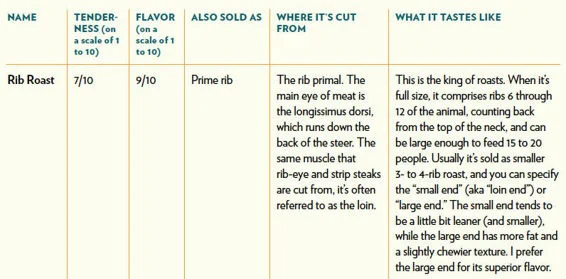 NAME
TENDER-
NESS (on
a scale of 1
to 10)
FLAVOR
(on a
scale of 1
to 10)
ALSO SOLD AS
WHERE IT'S CUT
FROM
WHAT IT TASTES LIKE
Rib Roast
7/10
9/10
Prime rib
The rib primal. The
main eye of meat is
the longissimus dorsi,
which runs down the
back of the steer. The
same muscle that
rib-eye and strip steaks
are cut from, it's often
referred to as the loin.
This is the king of roasts. When it's
full size, it comprises ribs 6 through
12 of the animal, counting back
from the top of the neck, and can
be large enough to feed 15 to 20
people. Usually it's sold as smaller
3- to 4-rib roast, and you can specify
the “small end” (aka “loin end”) or
“large end.” The small end tends to
be a little bit leaner (and smaller),
while the large end has more fat and
a slightly chewier texture. I prefer
the large end for its superior flavor.